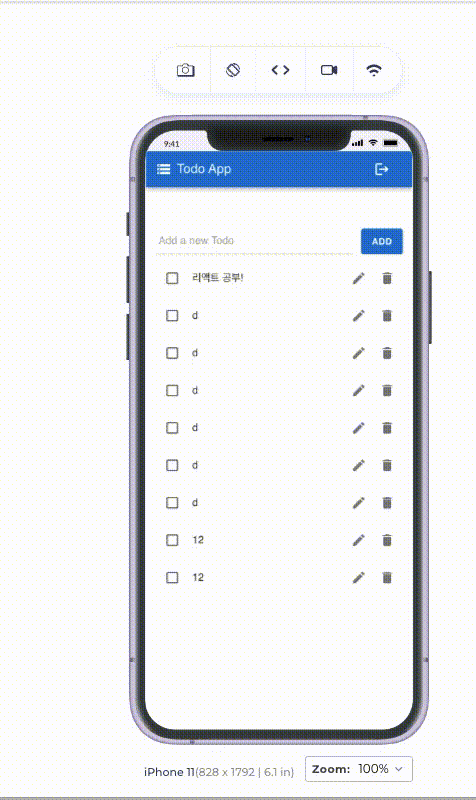 9:41
Todo App
Add a new Todo
ADD
리액트 공부!
d
d
d
d
d
d
12
12
iPhone 11(828 x 1792 | 6.1 in)
Zoom: 100%